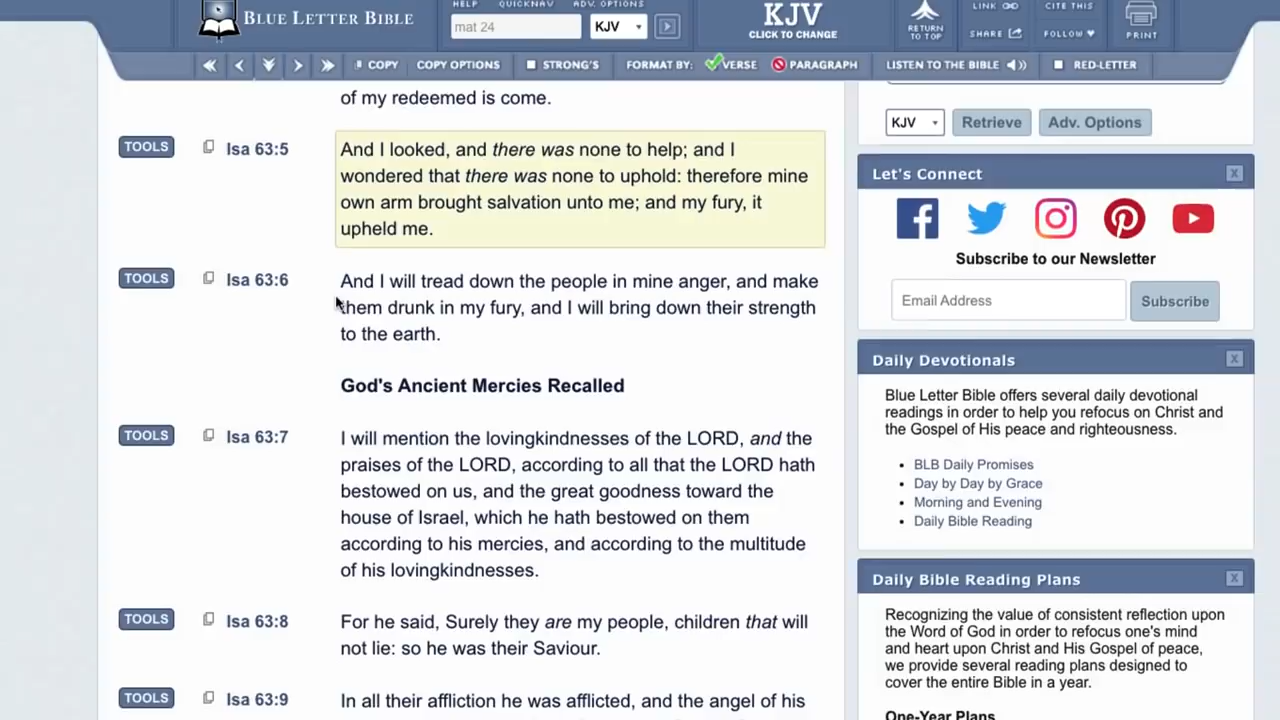 BLUE LETTER BIBLE
HELP QUICKNAV ADV. OPTIONS
mat 24
KJV
KJV
CLICK TO CHANGE
RETURN
TO TOP
LINK
CITE THIS
SHARE
FOLLOW
PRINT
COPY
COPY OPTIONS
STRONG'S
FORMAT BY:
VERSE
PARAGRAPH
LISTEN TO THE BIBLE
RED-LETTER
of my redeemed is come.
TOOLS
Isa 63:5
And I looked, and there was none to help; and I
wondered that there was none to uphold: therefore mine
own arm brought salvation unto me; and my fury, it
upheld me.
TOOLS
Isa 63:6
And I will tread down the people in mine anger, and make
them drunk in my fury, and I will bring down their strength
to the earth.
God's Ancient Mercies Recalled
TOOLS
Isa 63:7
I will mention the lovingkindnesses of the LORD, and the
praises of the LORD, according to all that the LORD hath
bestowed on us, and the great goodness toward the
house of Israel, which he hath bestowed on them
according to his mercies, and according to the multitude
of his lovingkindnesses.
TOOLS
Isa 63:8
For he said, Surely they are my people, children that will
not lie: so he was their Saviour.
TOOLS
Isa 63:9
In all their affliction he was afflicted, and the angel of his
KJV
Retrieve
Adv. Options
Let's Connect
X
Subscribe to our Newsletter
Email Address
Subscribe
Daily Devotionals
X
Blue Letter Bible offers several daily devotional
readings in order to help you refocus on Christ and
the Gospel of His peace and righteousness.
• BLB Daily Promises
• Day by Day by Grace
• Morning and Evening
• Daily Bible Reading
Daily Bible Reading Plans
X
Recognizing the value of consistent reflection upon
the Word of God in order to refocus one's mind
and heart upon Christ and His Gospel of peace,
we provide several reading plans designed to
cover the entire Bible in a year.
One-Year Plans